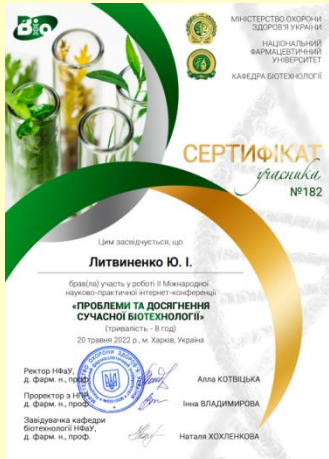 Био
МІНІСТЕРСТВО ОХОРОНИ
ЗДОРОВ'Я УКРАЇНИ
НАЦІОНАЛЬНИЙ
ФАРМАЦЕВТИЧНИЙ
УНІВЕРСИТЕТ
КАФЕДРА БІОТЕХНОЛОГІЇ
СЕРТИФІКАТ
учасника
№182
Цим засвідчується, що
Литвиненко Ю. І.
брав(ла) участь у роботі ІІ Міжнародної
науково-практичної інтернет-конференції
«ПРОБЛЕМИ ТА ДОСЯГНЕННЯ
СУЧАСНОЇ БІОТЕХНОЛОГІЇ»
(тривалість - 8 год)
20 травня 2022 р., м. Харків, Україна
Ректор НФаУ,
д. фарм. н., проф.
Алла КОТВІЦЬКА
Проректор з НПР,
д. фарм. н., проф.
Інна ВЛАДИМИРОВА
Завідувачка кафедри
біотехнології НФаУ,
д. фарм. н., проф.
Наталя ХОХЛЕНКОВА